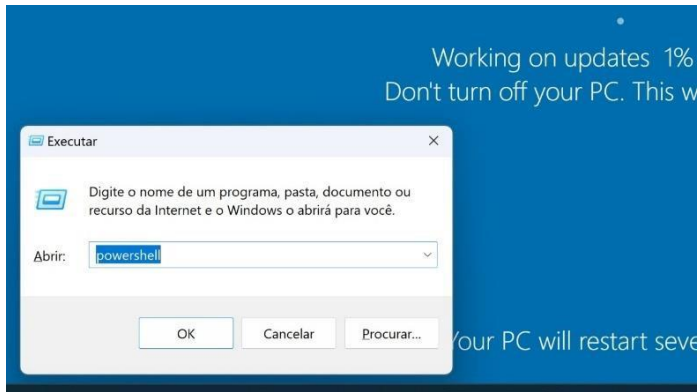 Working on updates 1%
Don't turn off your PC. This
Executar
Digite o nome de um programa, pasta, documento ou
recurso da Internet e o Windows o abrirá para você.
Abrir:
powershell
OK
Cancelar
Procurar...
Your PC will restart